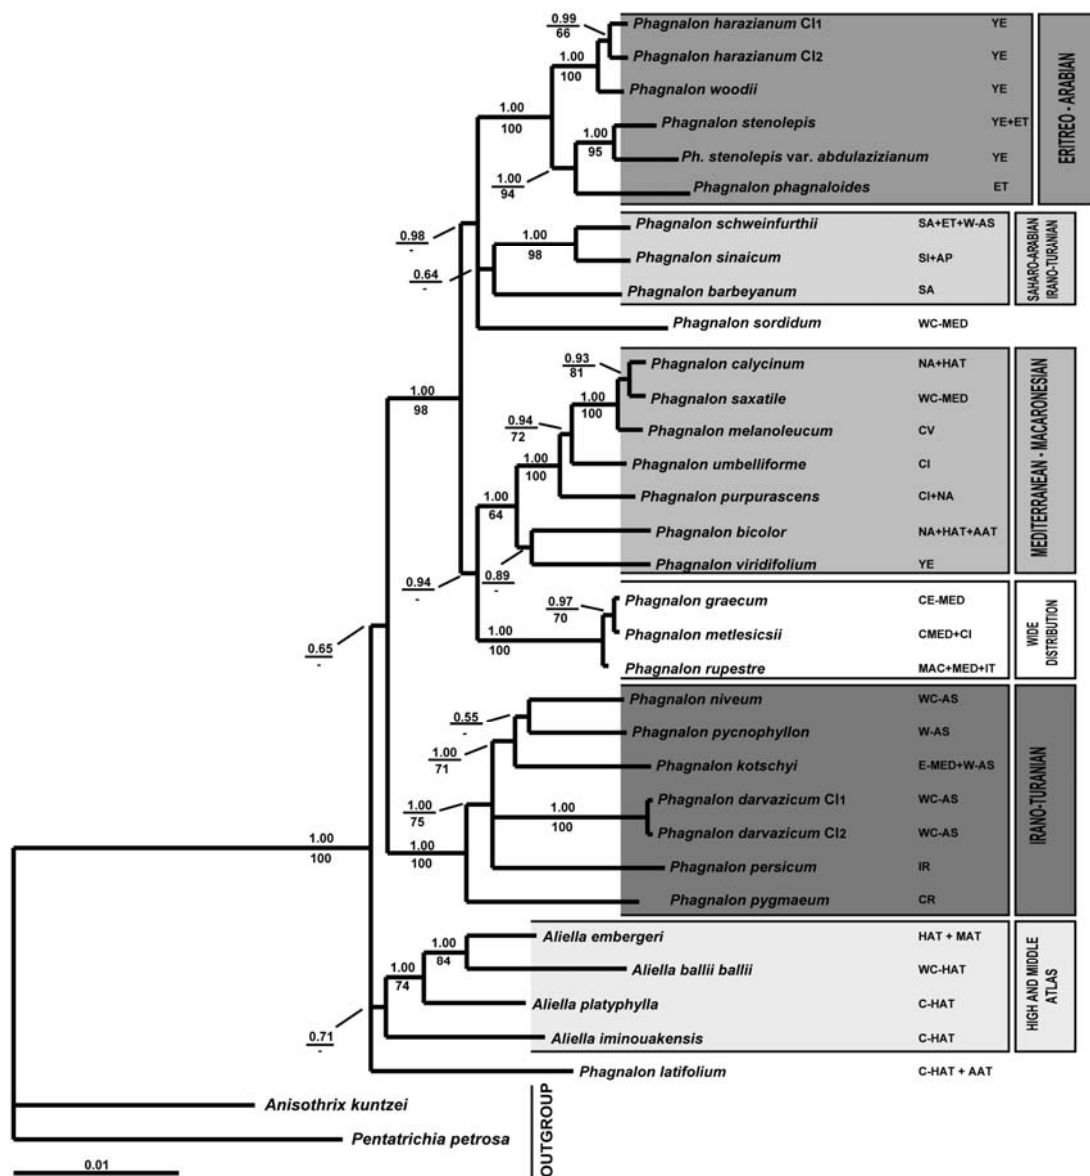 0.99
66
Phagnalon harazianum Cl1 YE
1.00
100
Phagnalon harazianum Cl2 YE
Phagnalon woodii YE
1.00
100
Phagnalon stenolepis YE+ET
1.00
95
Ph. stenolepis var. abdulazizianum YE
1.00
94
Phagnalon phagnaloides ET
ERITREO - ARABIAN
0.98
-
Phagnalon schweinfurthii SA+ET+W-AS
1.00
98
Phagnalon sinaicum SI+AP
0.64
-
Phagnalon barbeyanum SA
SAHARO-ARABIAN
IRANO-TURANIAN
Phagnalon sordidum WC-MED
0.93
81
Phagnalon calycinum NA+HAT
1.00
98
1.00
100
Phagnalon saxatile WC-MED
0.94
72
Phagnalon melanoleucum CV
1.00
100
Phagnalon umbelliforme CI
Phagnalon purpurascens CI+NA
1.00
64
Phagnalon bicolor NA+HAT+AAT
0.89
-
Phagnalon viridifolium YE
MEDITERRANEAN - MACARONESIAN
0.94
-
0.97
70
Phagnalon graecum CE-MED
1.00
100
Phagnalon metlesicsii CMED+CI
Phagnalon rupestre MAC+MED+IT
WIDE
DISTRIBUTION
0.65
-
Phagnalon niveum WC-AS
0.55
-
Phagnalon pycnophyllon W-AS
1.00
71
Phagnalon kotschyi E-MED+W-AS
1.00
75
Phagnalon darvazicum Cl1 WC-AS
1.00
100
Phagnalon darvazicum Cl2 WC-AS
1.00
100
Phagnalon persicum IR
Phagnalon pygmaeum CR
IRANO-TURANIAN
1.00
100
Aliella embergeri HAT + MAT
1.00
84
Aliella ballii ballii WC-HAT
1.00
74
Aliella platyphylla C-HAT
0.71
-
Aliella iminouakensis C-HAT
HIGH AND MIDDLE
ATLAS
Phagnalon latifolium C-HAT + AAT
Anisothrix kuntzei
Pentatrichia petrosa
OUTGROUP
0.01